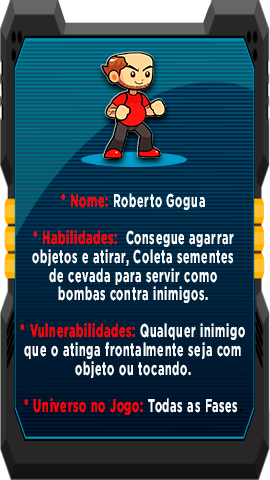 * Nome: Roberto Gogua
* Habilidades: Consegue agarrar
objetos e atirar, Coleta sementes
de cevada para servir como
bombas contra inimigos.
* Vulnerabilidades: Qualquer inimigo
que o atinga frontalmente seja com
objeto ou tocando.
* Universo no Jogo: Todas as Fases